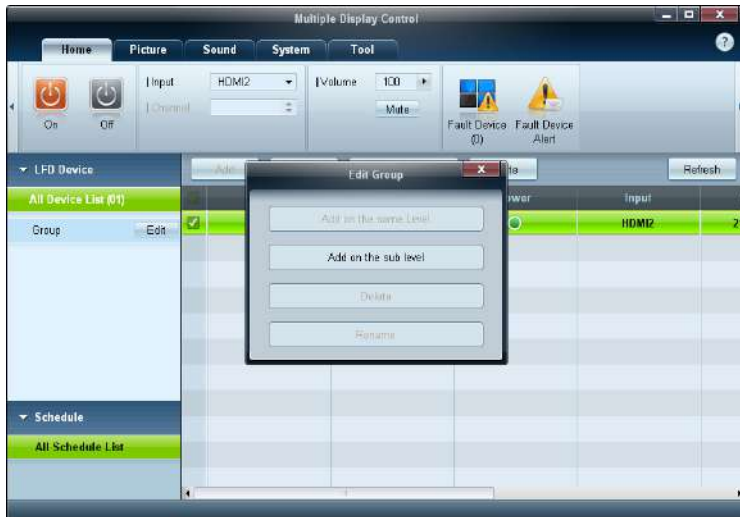 Multiple Display Control
Home Picture Sound System Tool
Input HDMI2 Volume 100
Channel Mute
On Off Fault Device (0) Fault Device Alert
LFD Device Add Refresh
Edit Group
All Device List (01) Input
Group Edit HDMI2 2
Add on the same Level
Add on the sub level
Delete
Rename
Schedule
All Schedule List